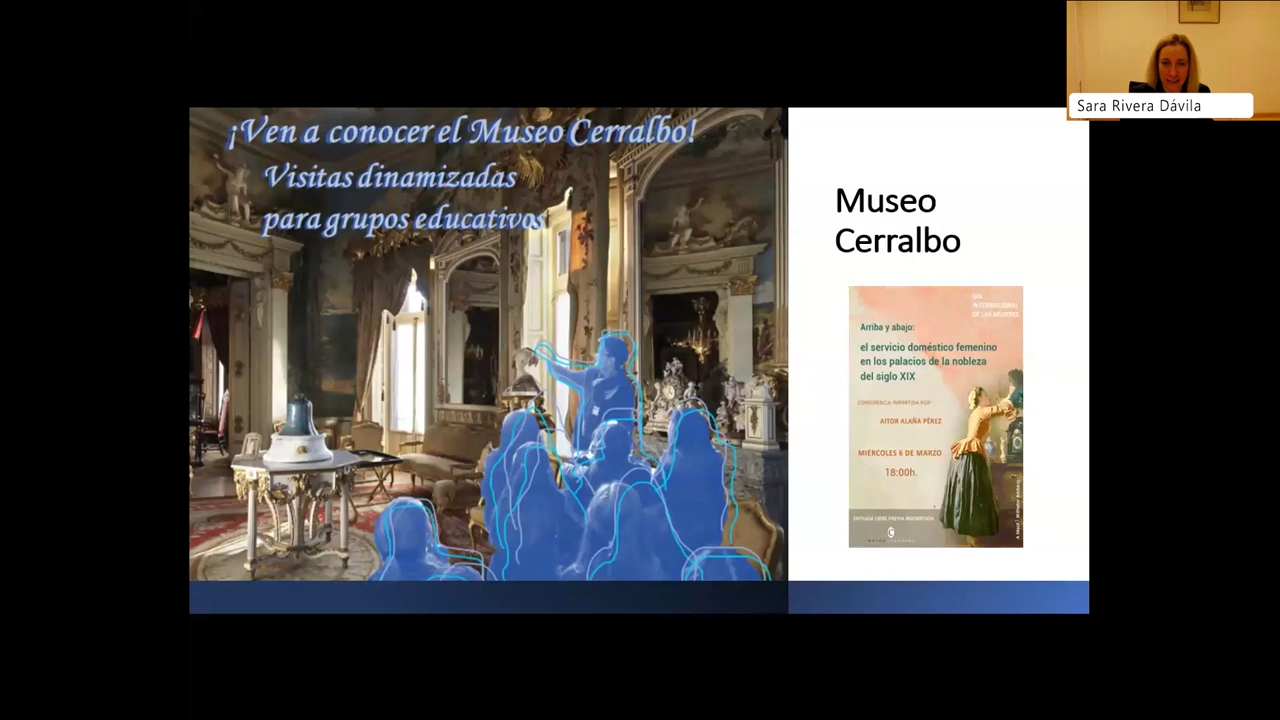 ¡Ven a conocer el Museo Cerralbo!
Visitas dinamizadas
para grupos educativos
Sara Rivera Dávila
Museo
Cerralbo
DÍA
INTERNACIONAL
DE LAS MUJERES
Arriba y abajo:
el servicio doméstico femenino
en los palacios de la nobleza
del siglo XIX
CONFERENCIA IMPARTIDA POR:
AITOR ALAÑA PÉREZ
MIÉRCOLES 6 DE MARZO
18:00h.
ENTRADA LIBRE PREVIA INSCRIPCIÓN